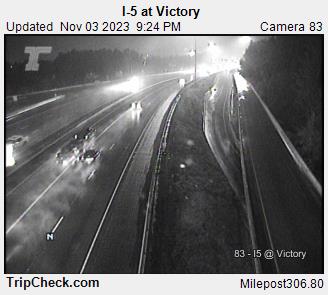 I-5 at Victory
Updated Nov 03 2023 9:24 PM Camera 83
T
N
83 - I5 @ Victory
TripCheck.com Milepost306.80